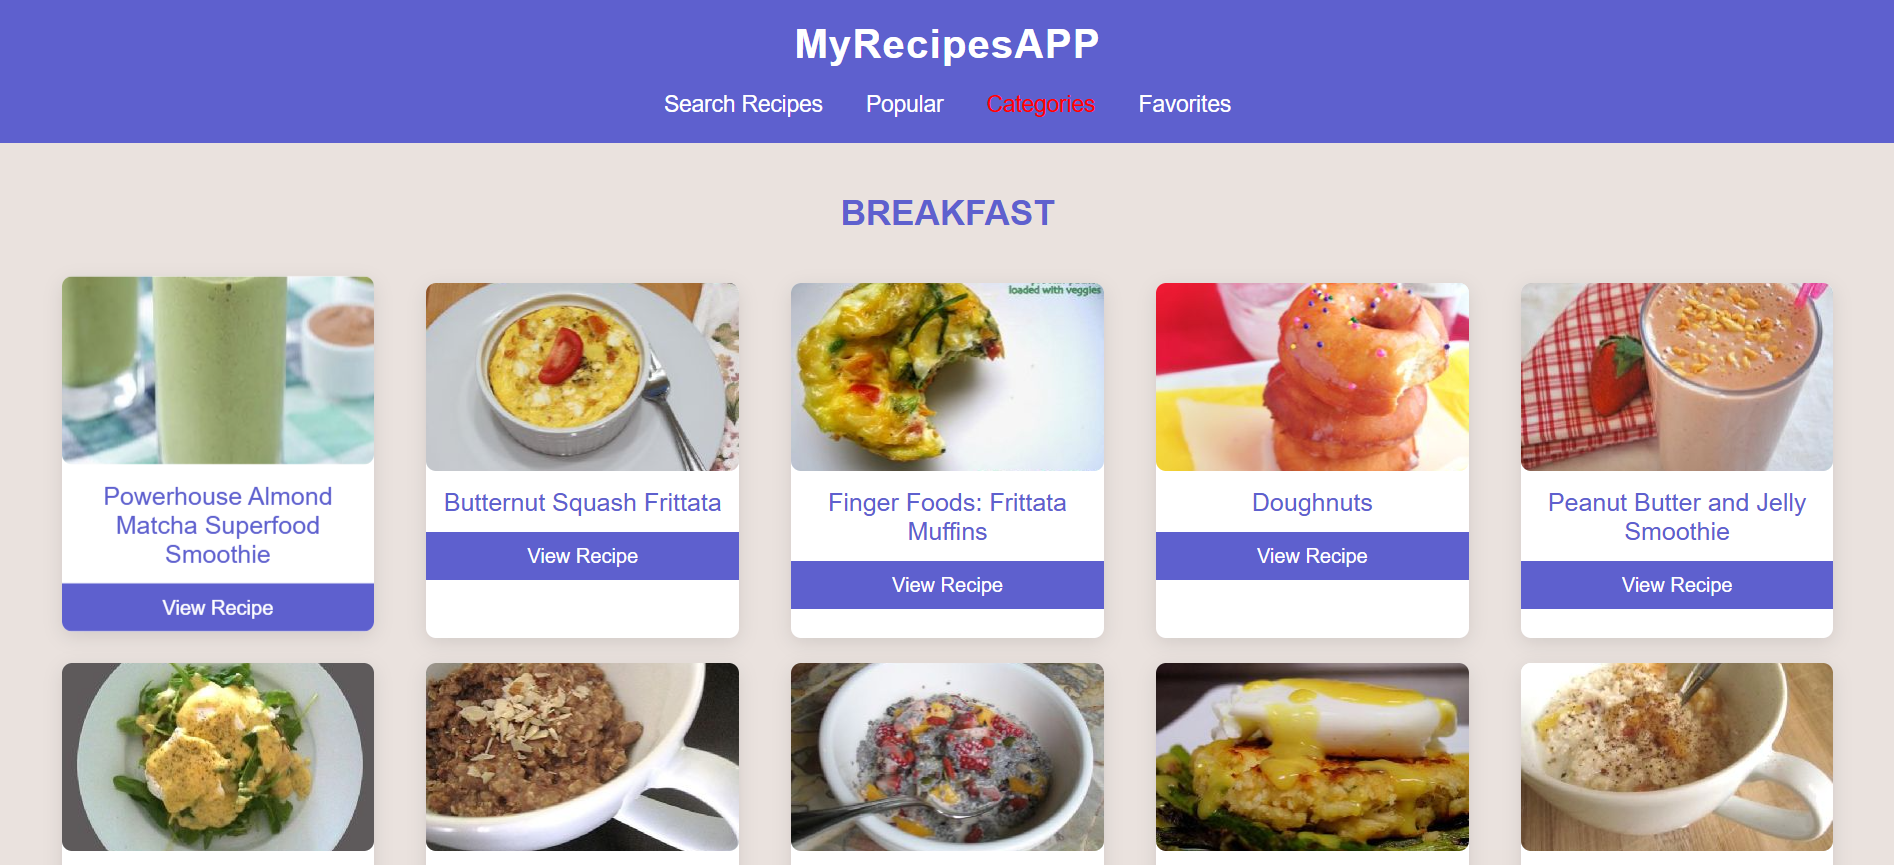 MyRecipesAPP
Search Recipes Popular Categories Favorites
BREAKFAST
loaded with veggies
Powerhouse Almond
Matcha Superfood
Smoothie
View Recipe
Butternut Squash Frittata
View Recipe
Finger Foods: Frittata
Muffins
View Recipe
Doughnuts
View Recipe
Peanut Butter and Jelly
Smoothie
View Recipe